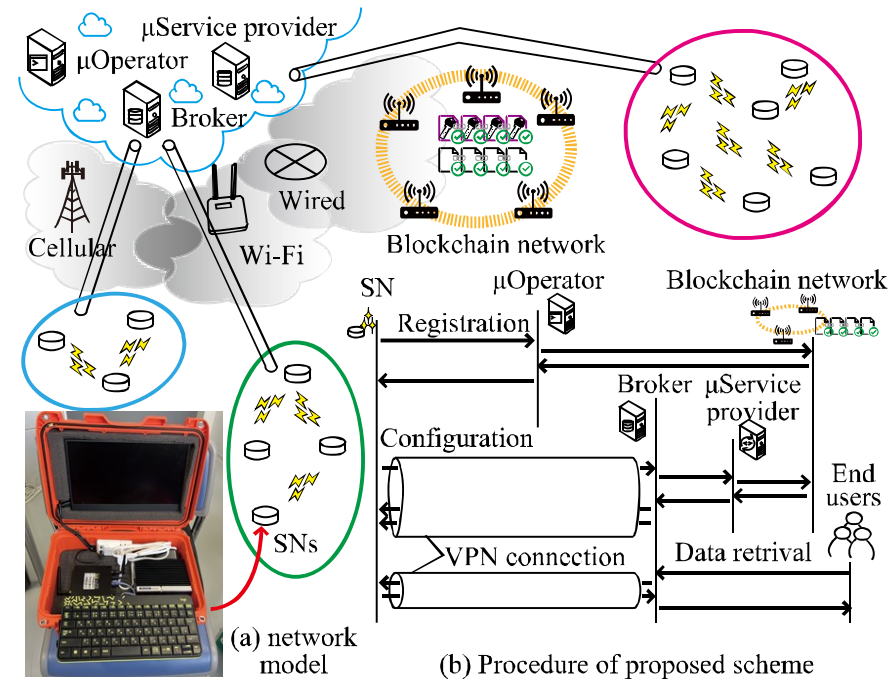 μService provider
μOperator
Broker
Cellular
Wi-Fi
Wired
Blockchain network
SNs
(a) network
model
SN
μOperator
Blockchain network
Registration
Broker
μService
provider
Configuration
End
users
VPN connection
Data retrival
(b) Procedure of proposed scheme